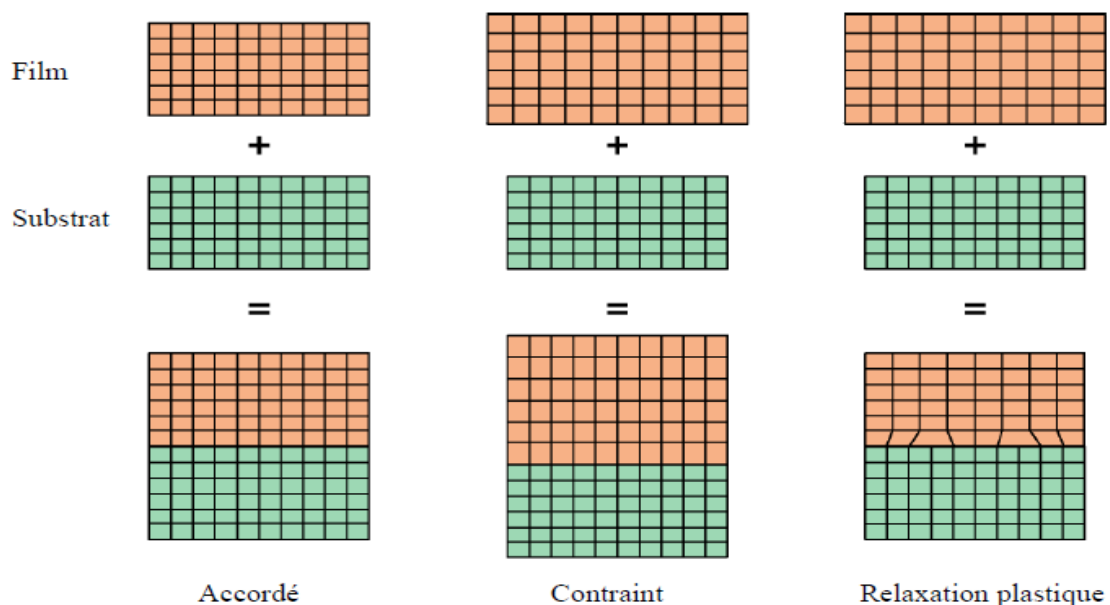 Film
+ + +
Substrat
= = =
Accordé Contraint Relaxation plastique